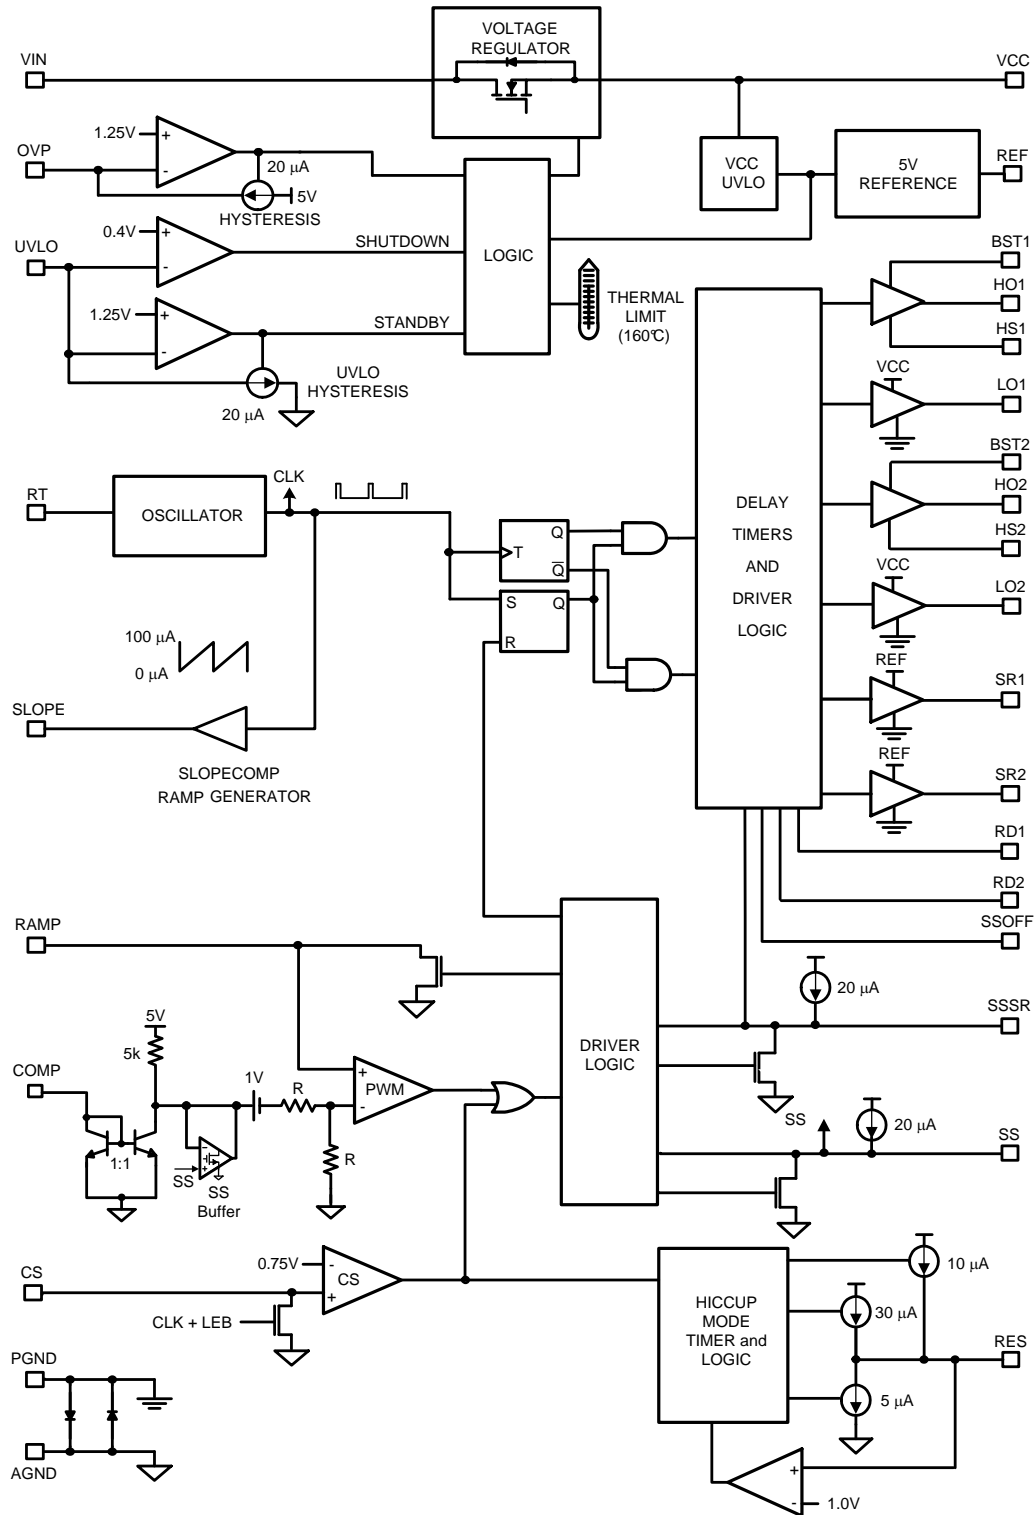 VOLTAGE
REGULATOR
VIN
VCC
1.25V
+
OVP
-
20 μA
5V
HYSTERESIS
VCC
UVLO
5V
REFERENCE
REF
0.4V
+
UVLO
-
SHUTDOWN
LOGIC
1.25V
+
-
STANDBY
UVLO
HYSTERESIS
20 μA
THERMAL
LIMIT
(160°C)
BST1
HO1
HS1
VCC
LO1
BST2
HO2
HS2
VCC
LO2
REF
SR1
REF
SR2
RD1
RD2
SSOFF
DELAY
TIMERS
AND
DRIVER
LOGIC
RT
OSCILLATOR
CLK
T
Q
Q̅
S
Q
R
100 μA
0 μA
SLOPE
SLOPECOMP
RAMP GENERATOR
RAMP
DRIVER
LOGIC
20 μA
SSSR
5V
5k
COMP
1V
R
+
PWM
-
R
1:1
-
+
SS
SS
Buffer
SS
20 μA
SS
0.75V
-
CS
+
CS
CLK + LEB
HICCUP
MODE
TIMER and
LOGIC
10 μA
30 μA
RES
5 μA
+
-
1.0V
PGND
AGND